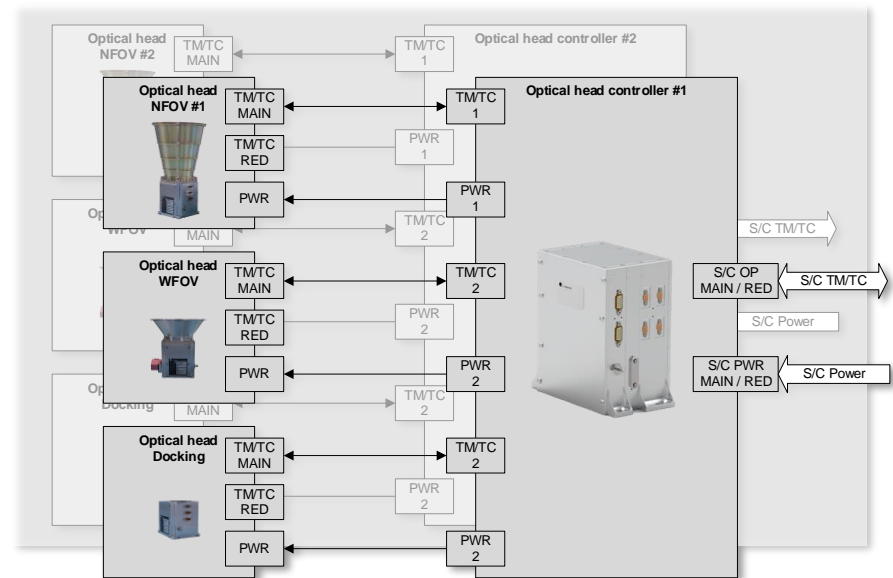 Optical head
NFOV #2
TM/TC
MAIN
TM/TC
1
Optical head controller #2
Optical head
NFOV #1
TM/TC
MAIN
TM/TC
1
Optical head controller #1
TM/TC
RED
PWR
1
PWR
PWR
1
WFOV
MAIN
TM/TC
2
S/C TM/TC
Optical head
WFOV
TM/TC
MAIN
TM/TC
2
S/C OP
MAIN / RED
S/C TM/TC
TM/TC
RED
PWR
2
S/C Power
PWR
PWR
2
S/C PWR
MAIN / RED
S/C Power
Docking
MAIN
TM/TC
2
Optical head
Docking
TM/TC
MAIN
TM/TC
2
TM/TC
RED
PWR
2
PWR
PWR
2